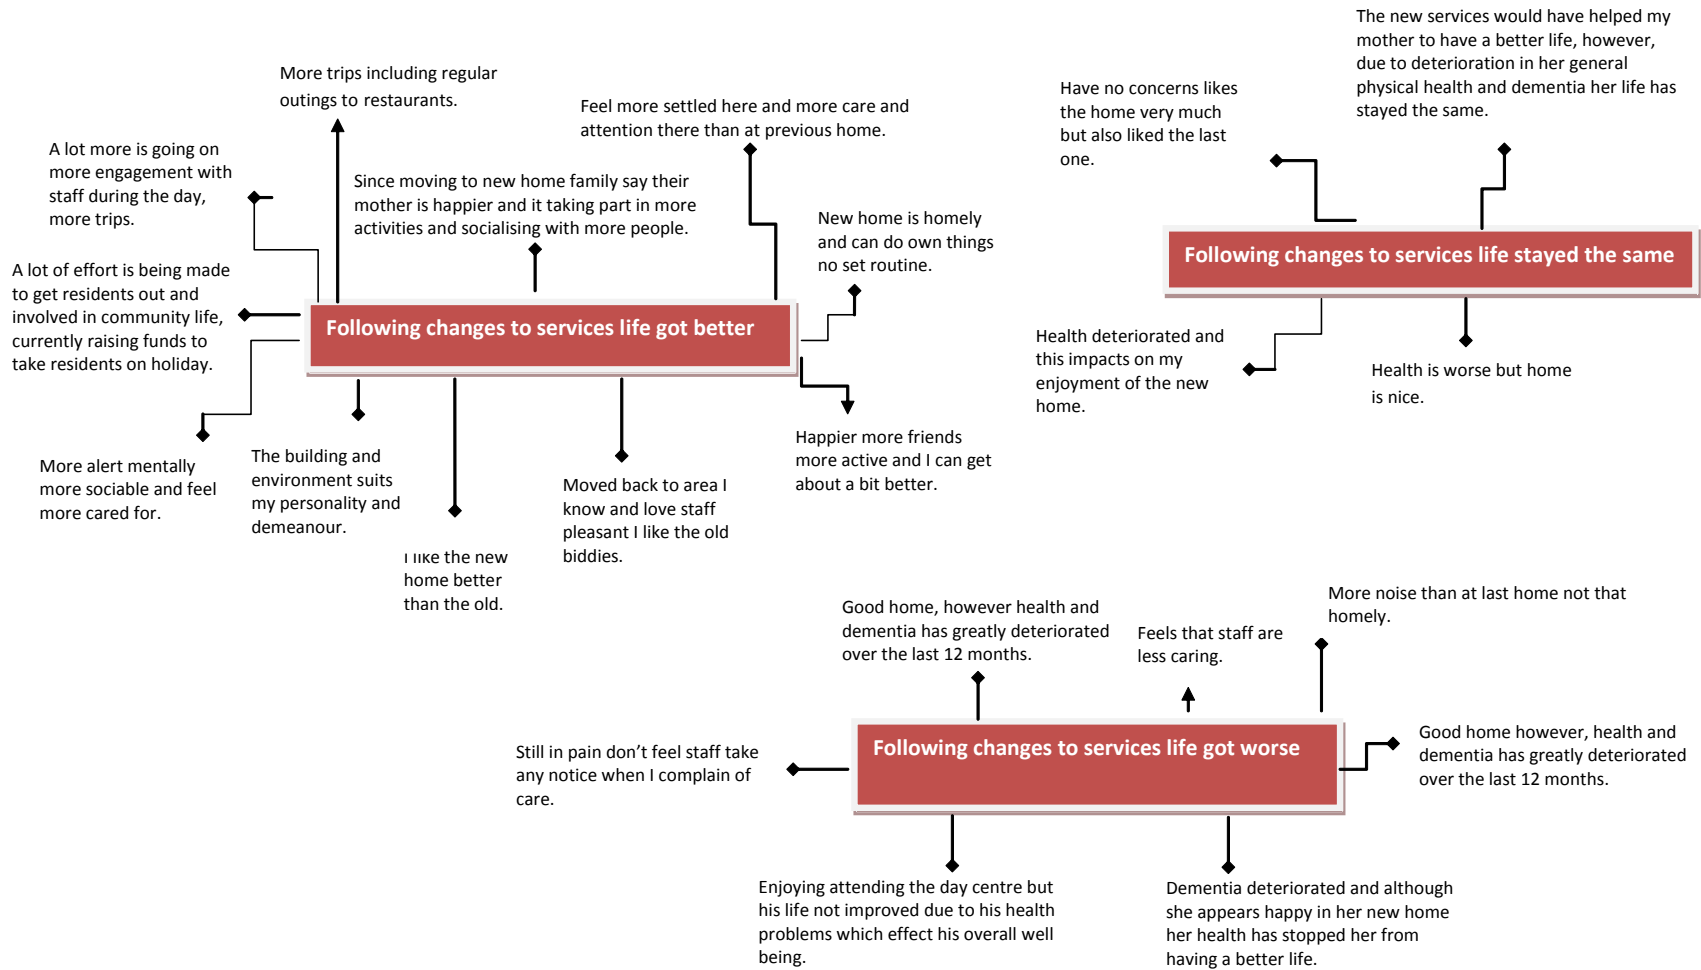 More trips including regular
outings to restaurants.
Feel more settled here and more care and
attention there than at previous home.
A lot more is going on
more engagement with
staff during the day,
more trips.
Since moving to new home family say their
mother is happier and it taking part in more
activities and socialising with more people.
New home is homely
and can do own things
no set routine.
A lot of effort is being made
to get residents out and
involved in community life,
currently raising funds to
take residents on holiday.
Following changes to services life got better
More alert mentally
more sociable and feel
more cared for.
The building and
environment suits
my personality and
demeanour.
I like the new
home better
than the old.
Moved back to area I
know and love staff
pleasant I like the old
biddies.
Happier more friends
more active and I can get
about a bit better.
The new services would have helped my
mother to have a better life, however,
due to deterioration in her general
physical health and dementia her life has
stayed the same.
Have no concerns likes
the home very much
but also liked the last
one.
Following changes to services life stayed the same
Health deteriorated and
this impacts on my
enjoyment of the new
home.
Health is worse but home
is nice.
Good home, however health and
dementia has greatly deteriorated
over the last 12 months.
Feels that staff are
less caring.
More noise than at last home not that
homely.
Still in pain don’t feel staff take
any notice when I complain of
care.
Following changes to services life got worse
Good home however, health and
dementia has greatly deteriorated
over the last 12 months.
Enjoying attending the day centre but
his life not improved due to his health
problems which effect his overall well
being.
Dementia deteriorated and although
she appears happy in her new home
her health has stopped her from
having a better life.